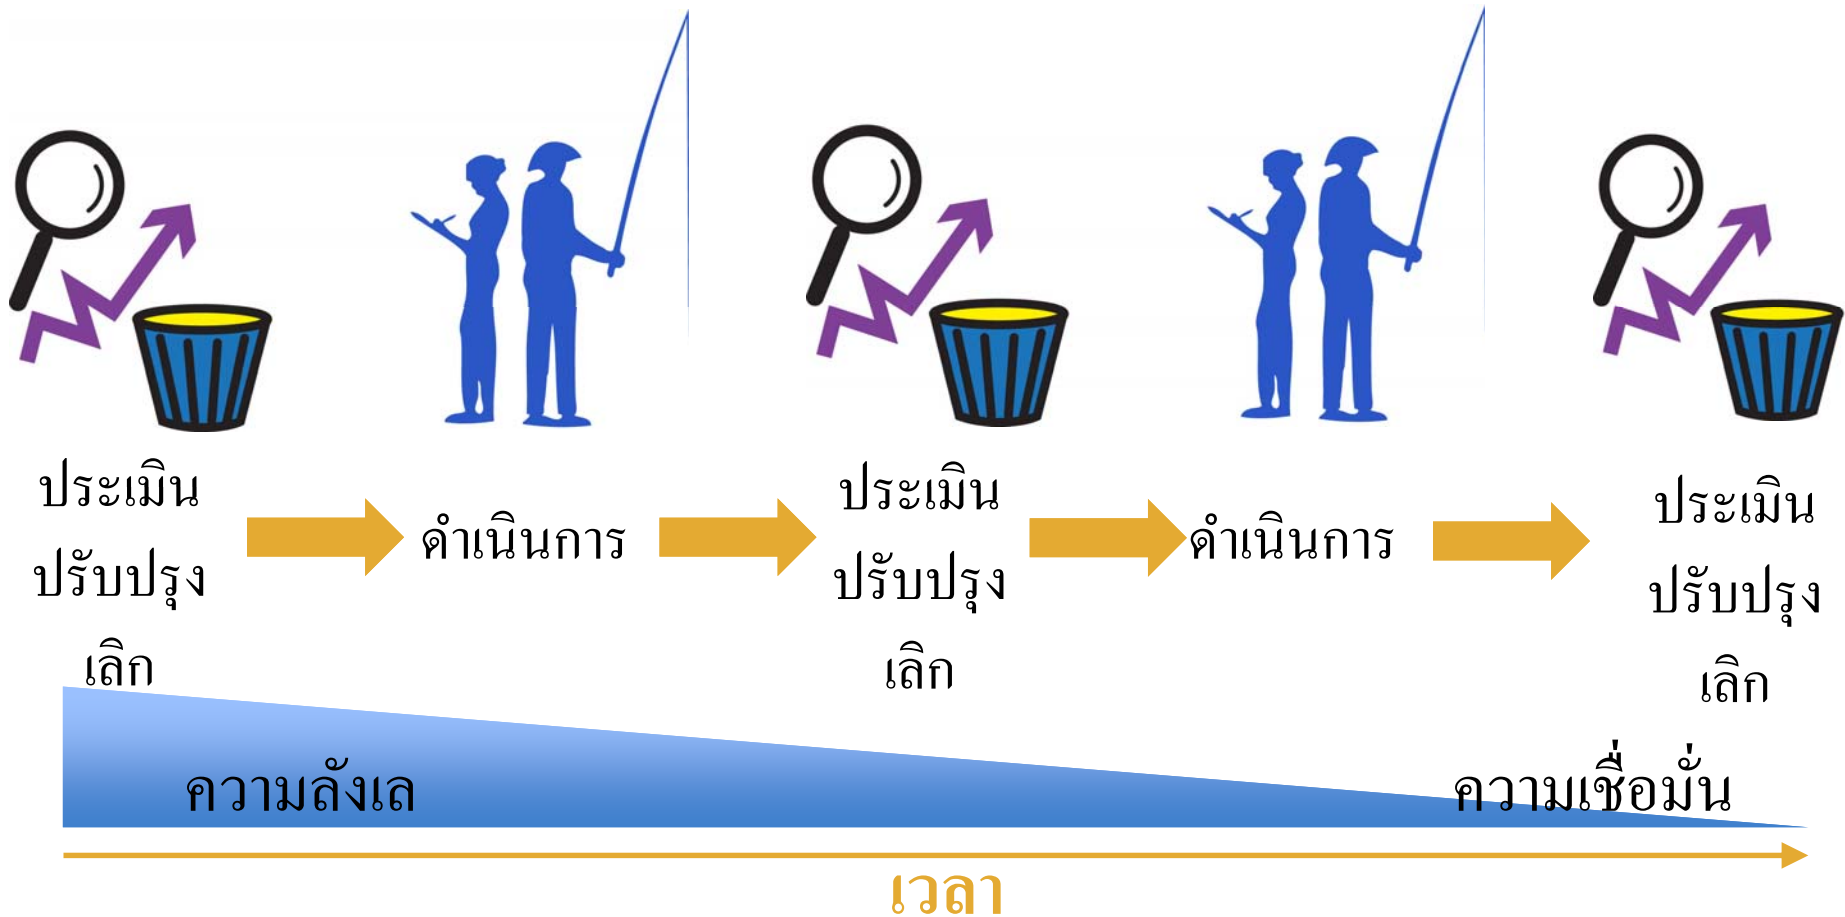 ประเมิน
ปรับปรุง
เลิก
ดำเนินการ
ประเมิน
ปรับปรุง
เลิก
ดำเนินการ
ประเมิน
ปรับปรุง
เลิก
ความลังเล
ความเชื่อมั่น
เวลา